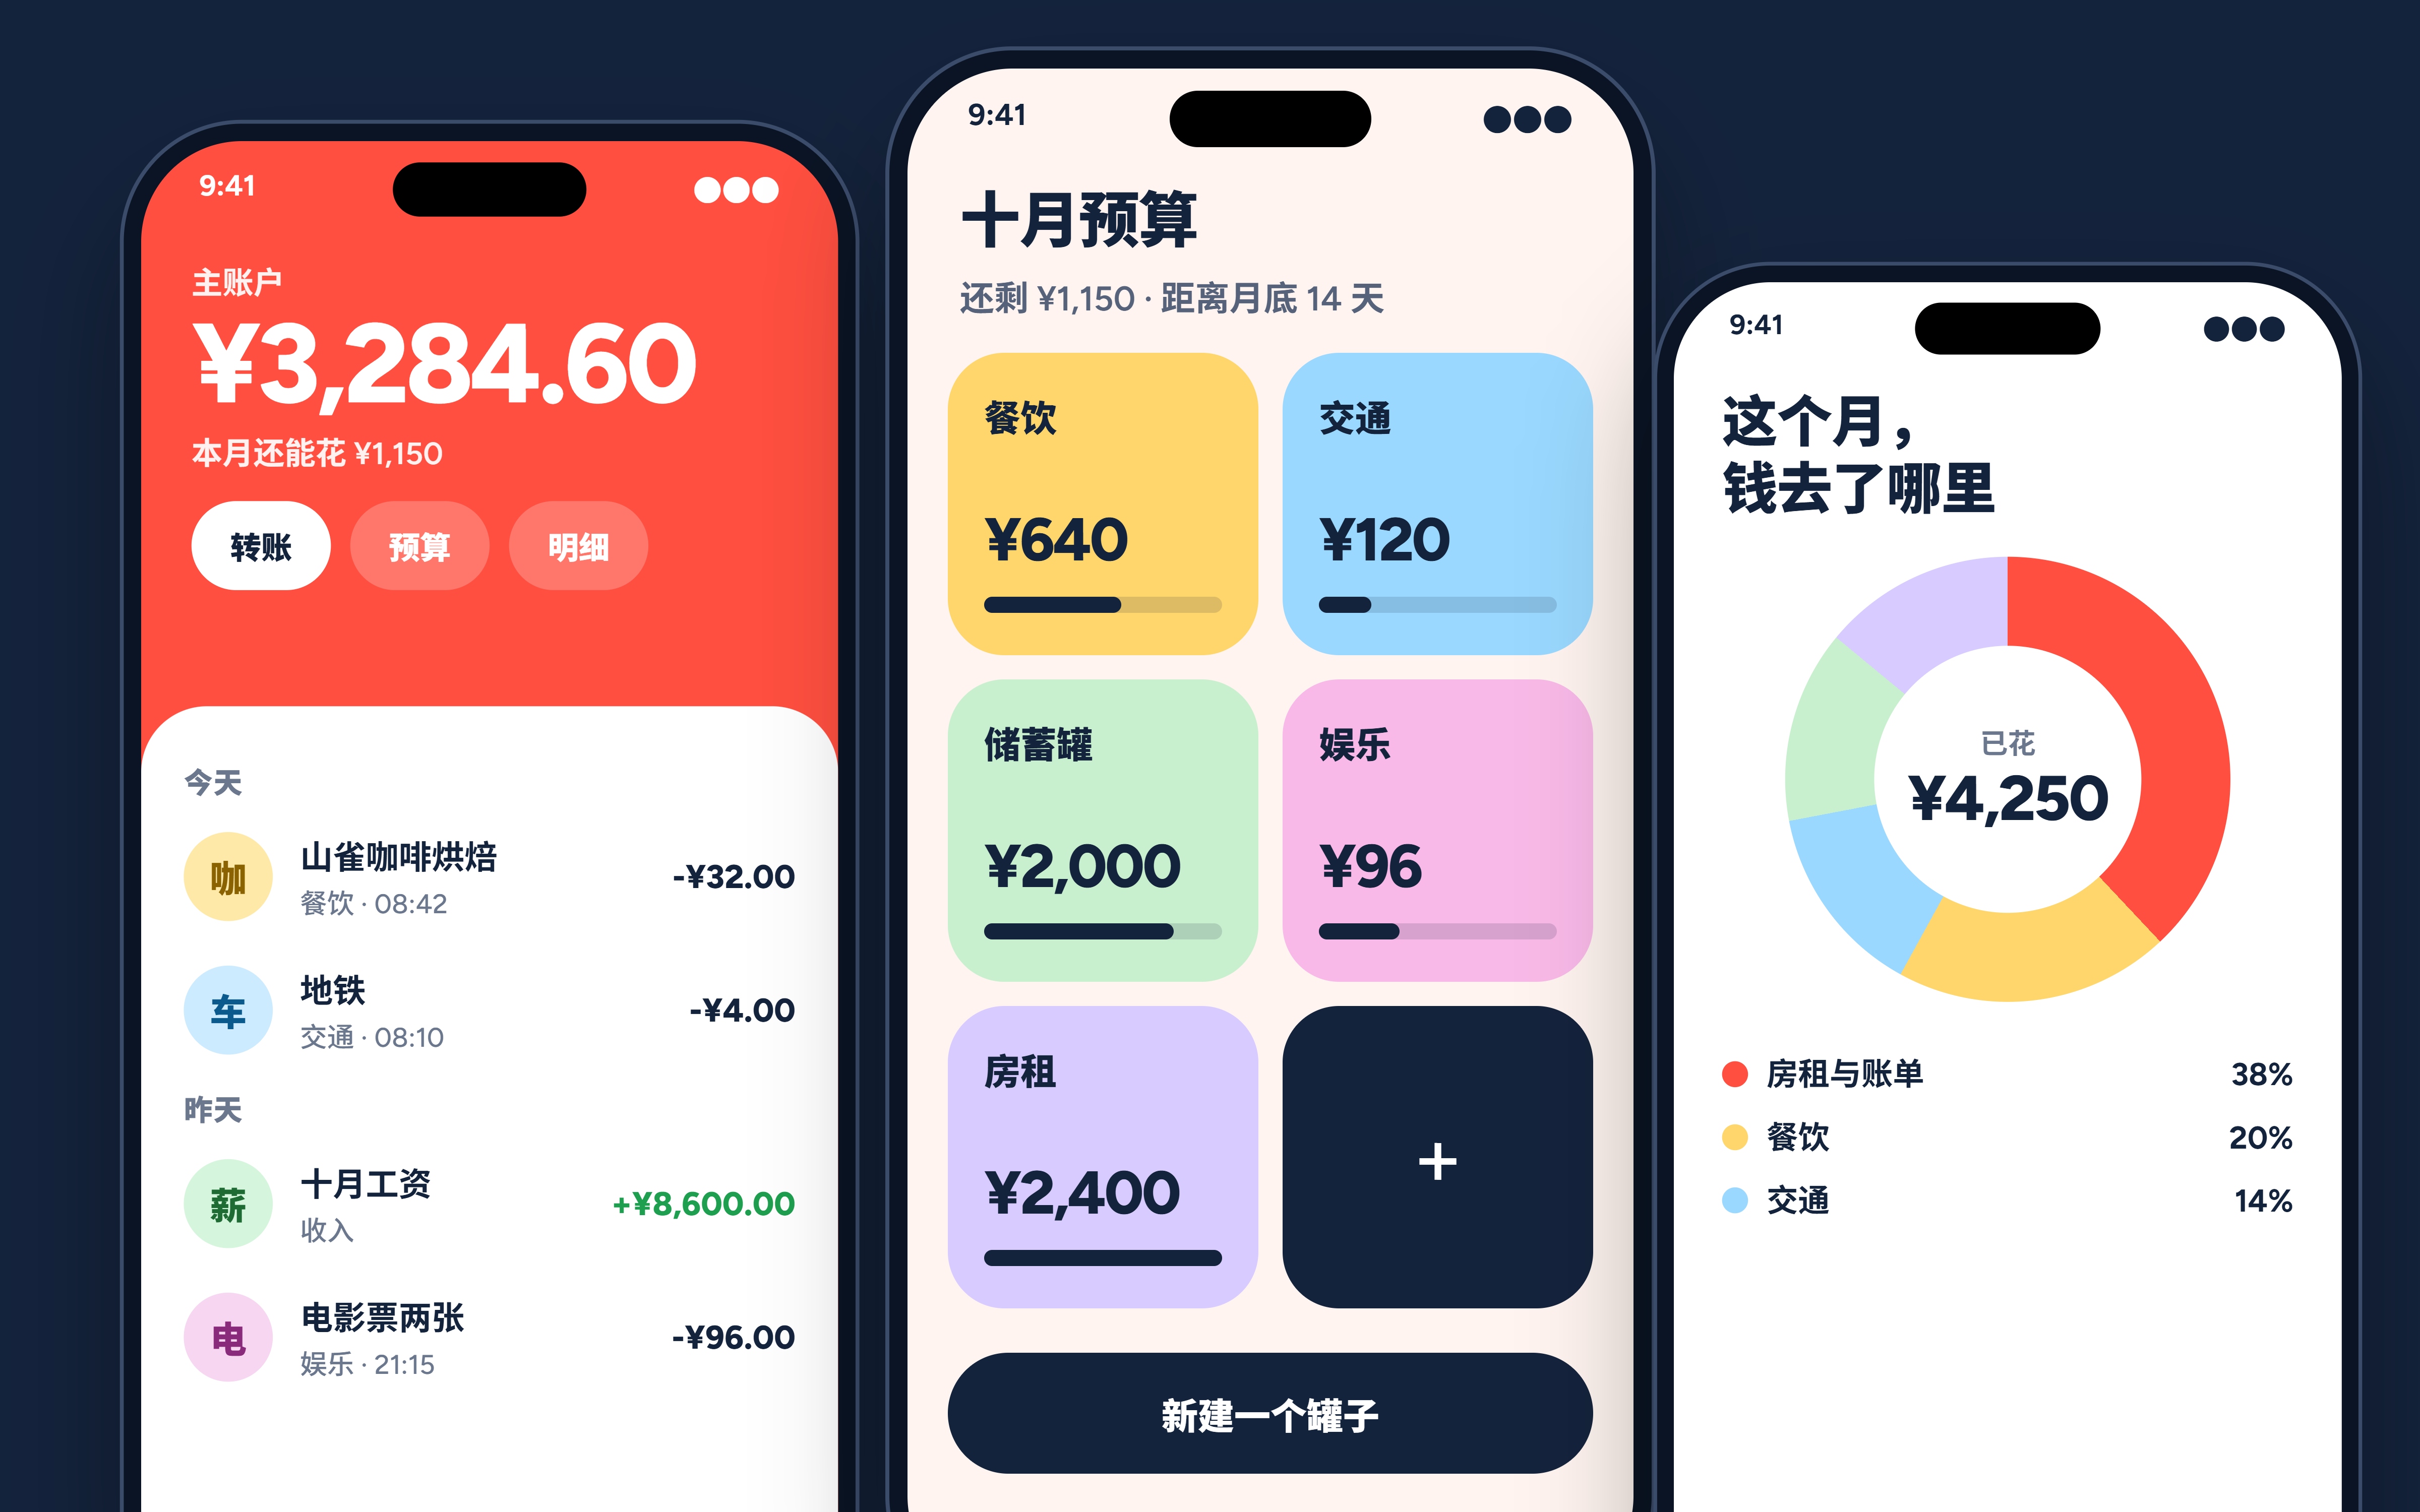 9:41
主账户
¥3,284.60
本月还能花 ¥1,150
转账
预算
明细
今天
咖
山雀咖啡烘焙
餐饮 · 08:42
-¥32.00
车
地铁
交通 · 08:10
-¥4.00
昨天
薪
十月工资
收入
+¥8,600.00
电
电影票两张
娱乐 · 21:15
-¥96.00
9:41
十月预算
还剩 ¥1,150 · 距离月底 14 天
餐饮
¥640
交通
¥120
储蓄罐
¥2,000
娱乐
¥96
房租
¥2,400
+
新建一个罐子
9:41
这个月，
钱去了哪里
已花
¥4,250
房租与账单 38%
餐饮 20%
交通 14%